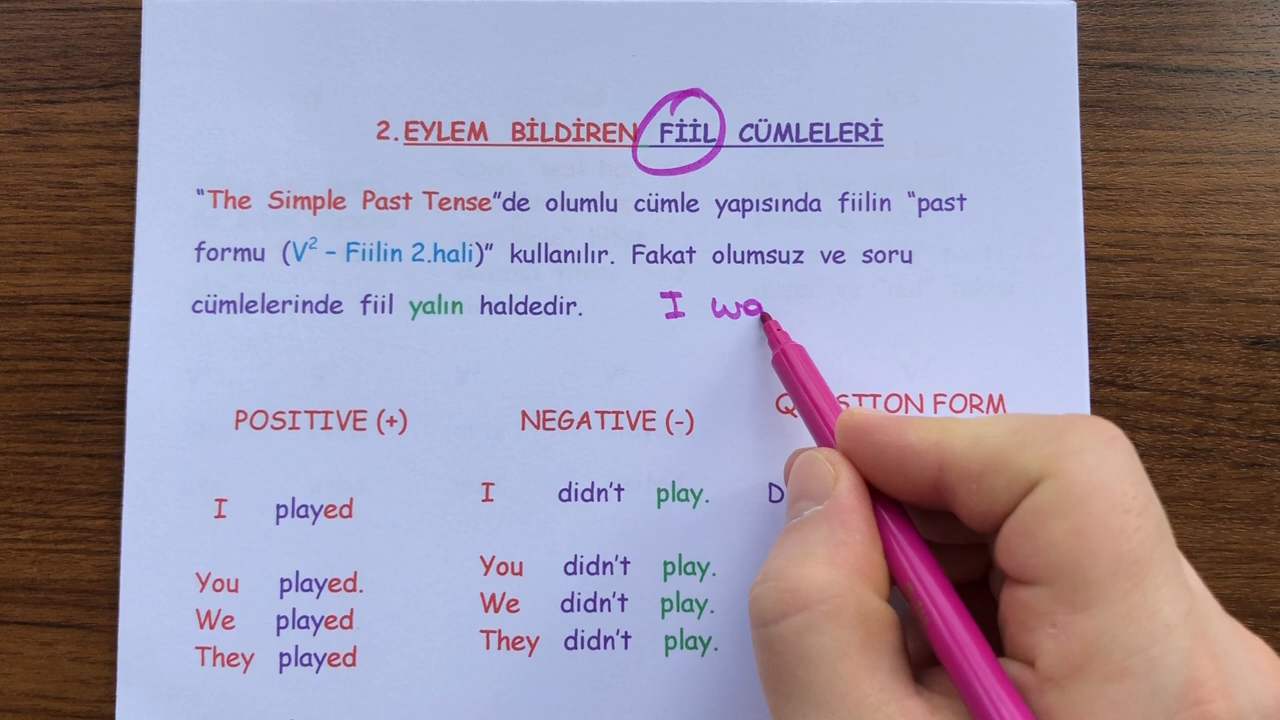 2. EYLEM BİLDİREN FİİL CÜMLELERİ
“The Simple Past Tense”de olumlu cümle yapısında fiilin “past
formu (V² – Fiilin 2.hali)” kullanılır. Fakat olumsuz ve soru
cümlelerinde fiil yalın haldedir. I wa
POSITIVE (+) NEGATIVE (-)
I played
I didn’t play.
You played.
We played
They played
You didn’t play.
We didn’t play.
They didn’t play.